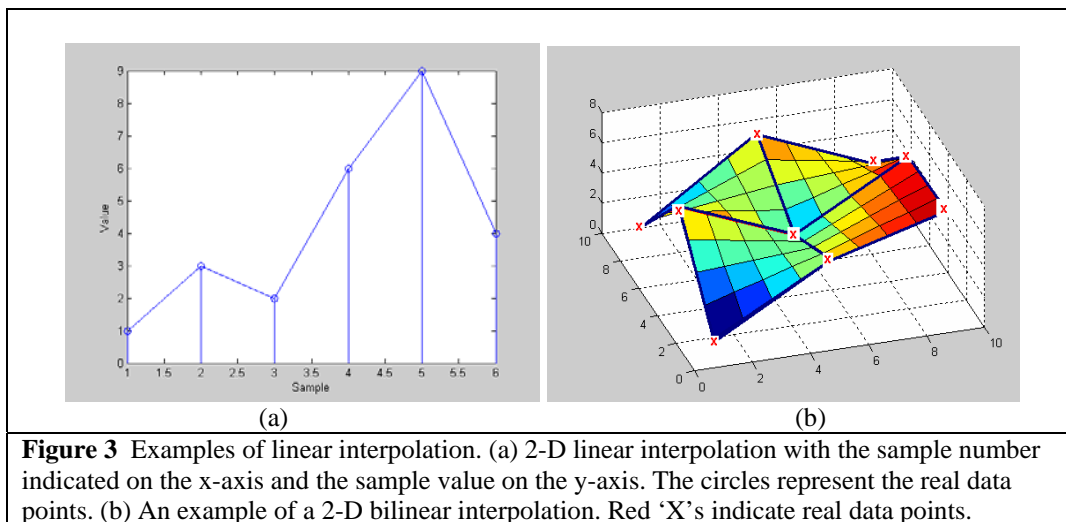 9
8
7
6
5
4
3
2
1
0
Value
1 1.5 2 2.5 3 3.5 4 4.5 5 5.5 6
Sample
(a)
8
6
4
2
0
10
8
6
4
2
0
0 2 4 6 8 10
x x x x x x x x x
(b)
Figure 3 Examples of linear interpolation. (a) 2-D linear interpolation with the sample number
indicated on the x-axis and the sample value on the y-axis. The circles represent the real data
points. (b) An example of a 2-D bilinear interpolation. Red ‘X’s indicate real data points.